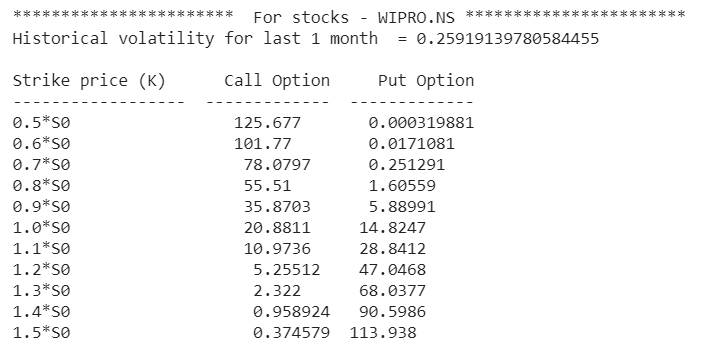 *********************** For stocks - WIPRO.NS ***********************
Historical volatility for last 1 month  = 0.25919139780584455

Strike price (K)      Call Option     Put Option
------------------  -------------  -------------
0.5*S0                 125.677       0.000319881
0.6*S0                 101.77        0.0171081
0.7*S0                  78.0797      0.251291
0.8*S0                  55.51        1.60559
0.9*S0                  35.8703      5.88991
1.0*S0                  20.8811     14.8247
1.1*S0                  10.9736     28.8412
1.2*S0                   5.25512    47.0468
1.3*S0                   2.322      68.0377
1.4*S0                   0.958924   90.5986
1.5*S0                   0.374579  113.938